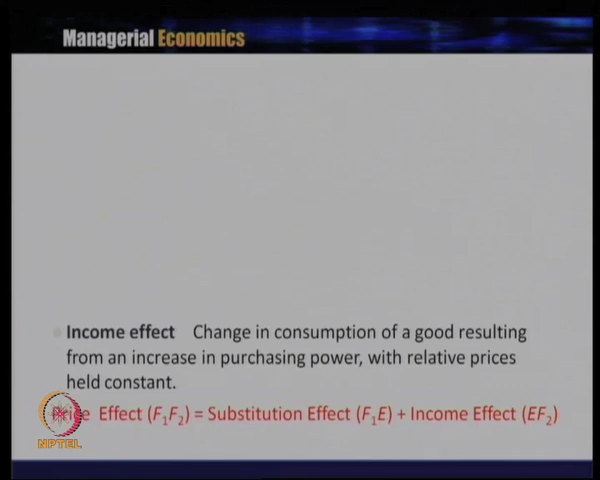 Managerial Economics
Income effect Change in consumption of a good resulting
from an increase in purchasing power, with relative prices
held constant.
Price Effect (F₁F₂) = Substitution Effect (F₁E) + Income Effect (EF₂)
NPTEL